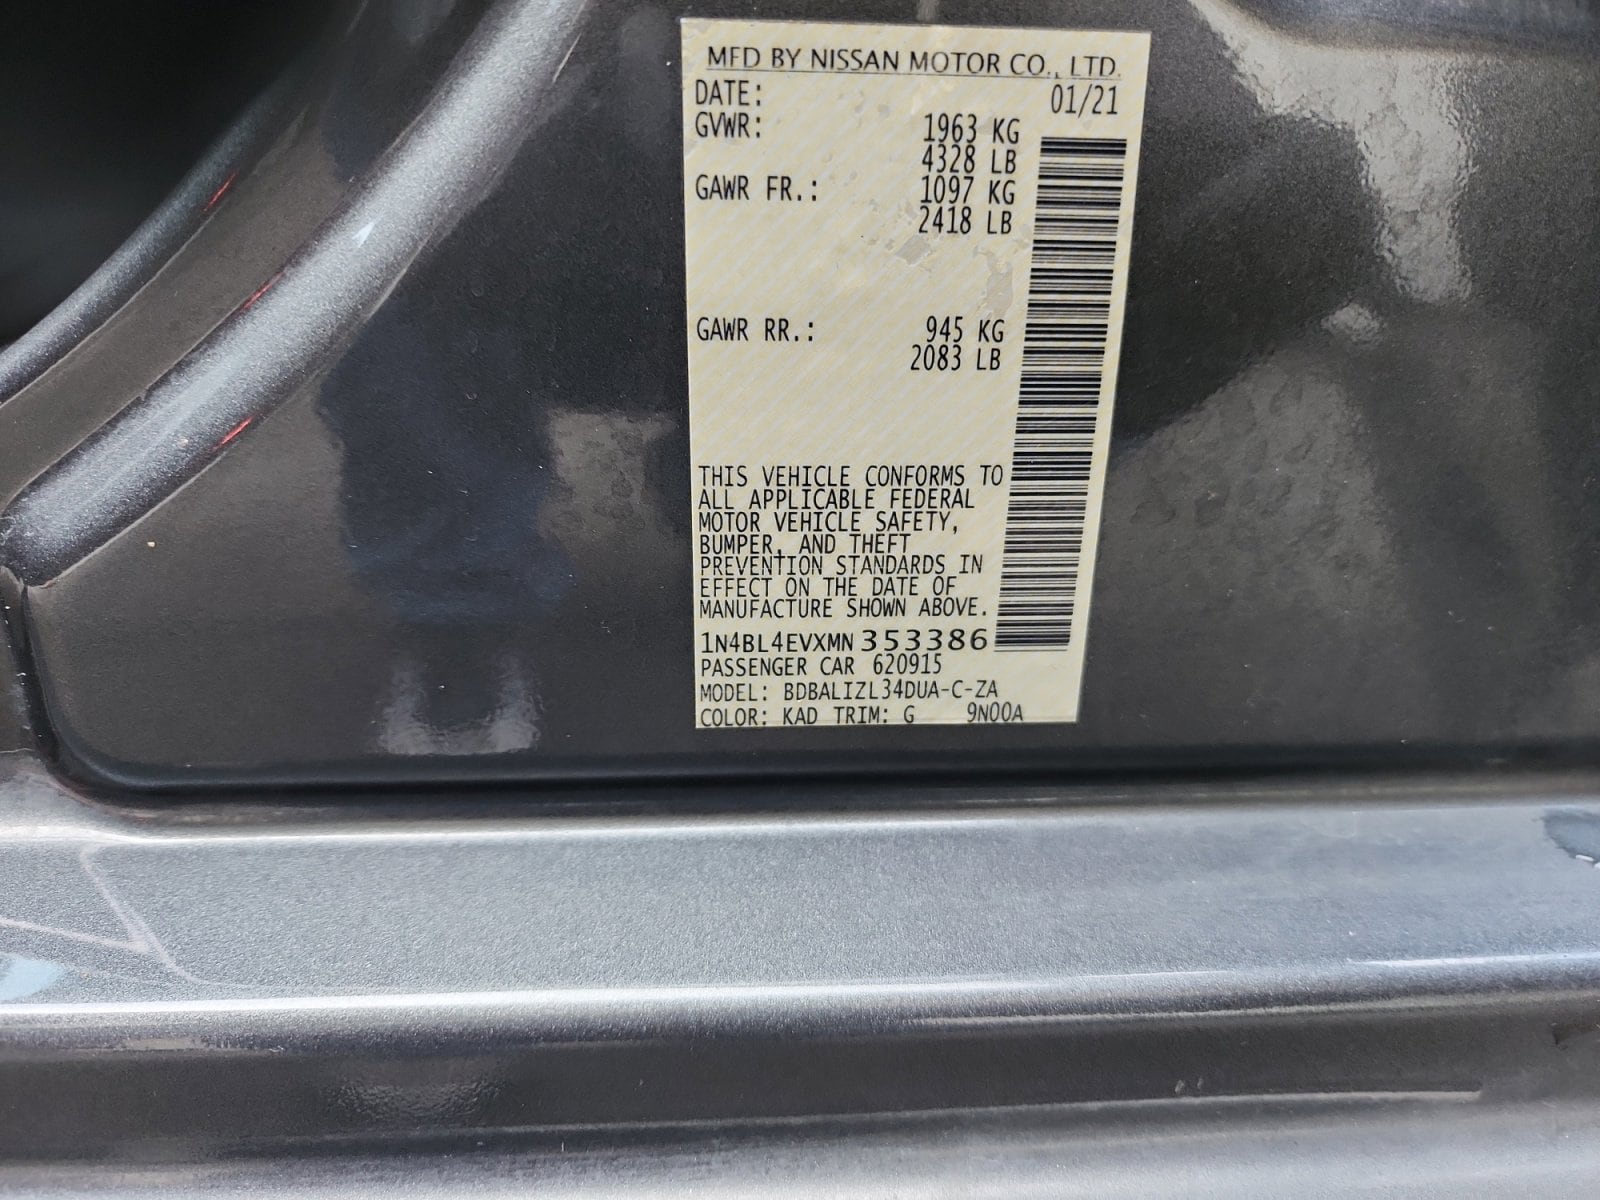 MFD BY NISSAN MOTOR CO., LTD.
DATE: 01/21
GVWR: 1963 KG
4328 LB
GAWR FR.: 1097 KG
2418 LB
GAWR RR.: 945 KG
2083 LB
THIS VEHICLE CONFORMS TO
ALL APPLICABLE FEDERAL
MOTOR VEHICLE SAFETY,
BUMPER, AND THEFT
PREVENTION STANDARDS IN
EFFECT ON THE DATE OF
MANUFACTURE SHOWN ABOVE.
1N4BL4EVXMN353386
PASSENGER CAR 620915
MODEL: BDBALIZL34DUA-C-ZA
COLOR: KAD TRIM: G 9N00A